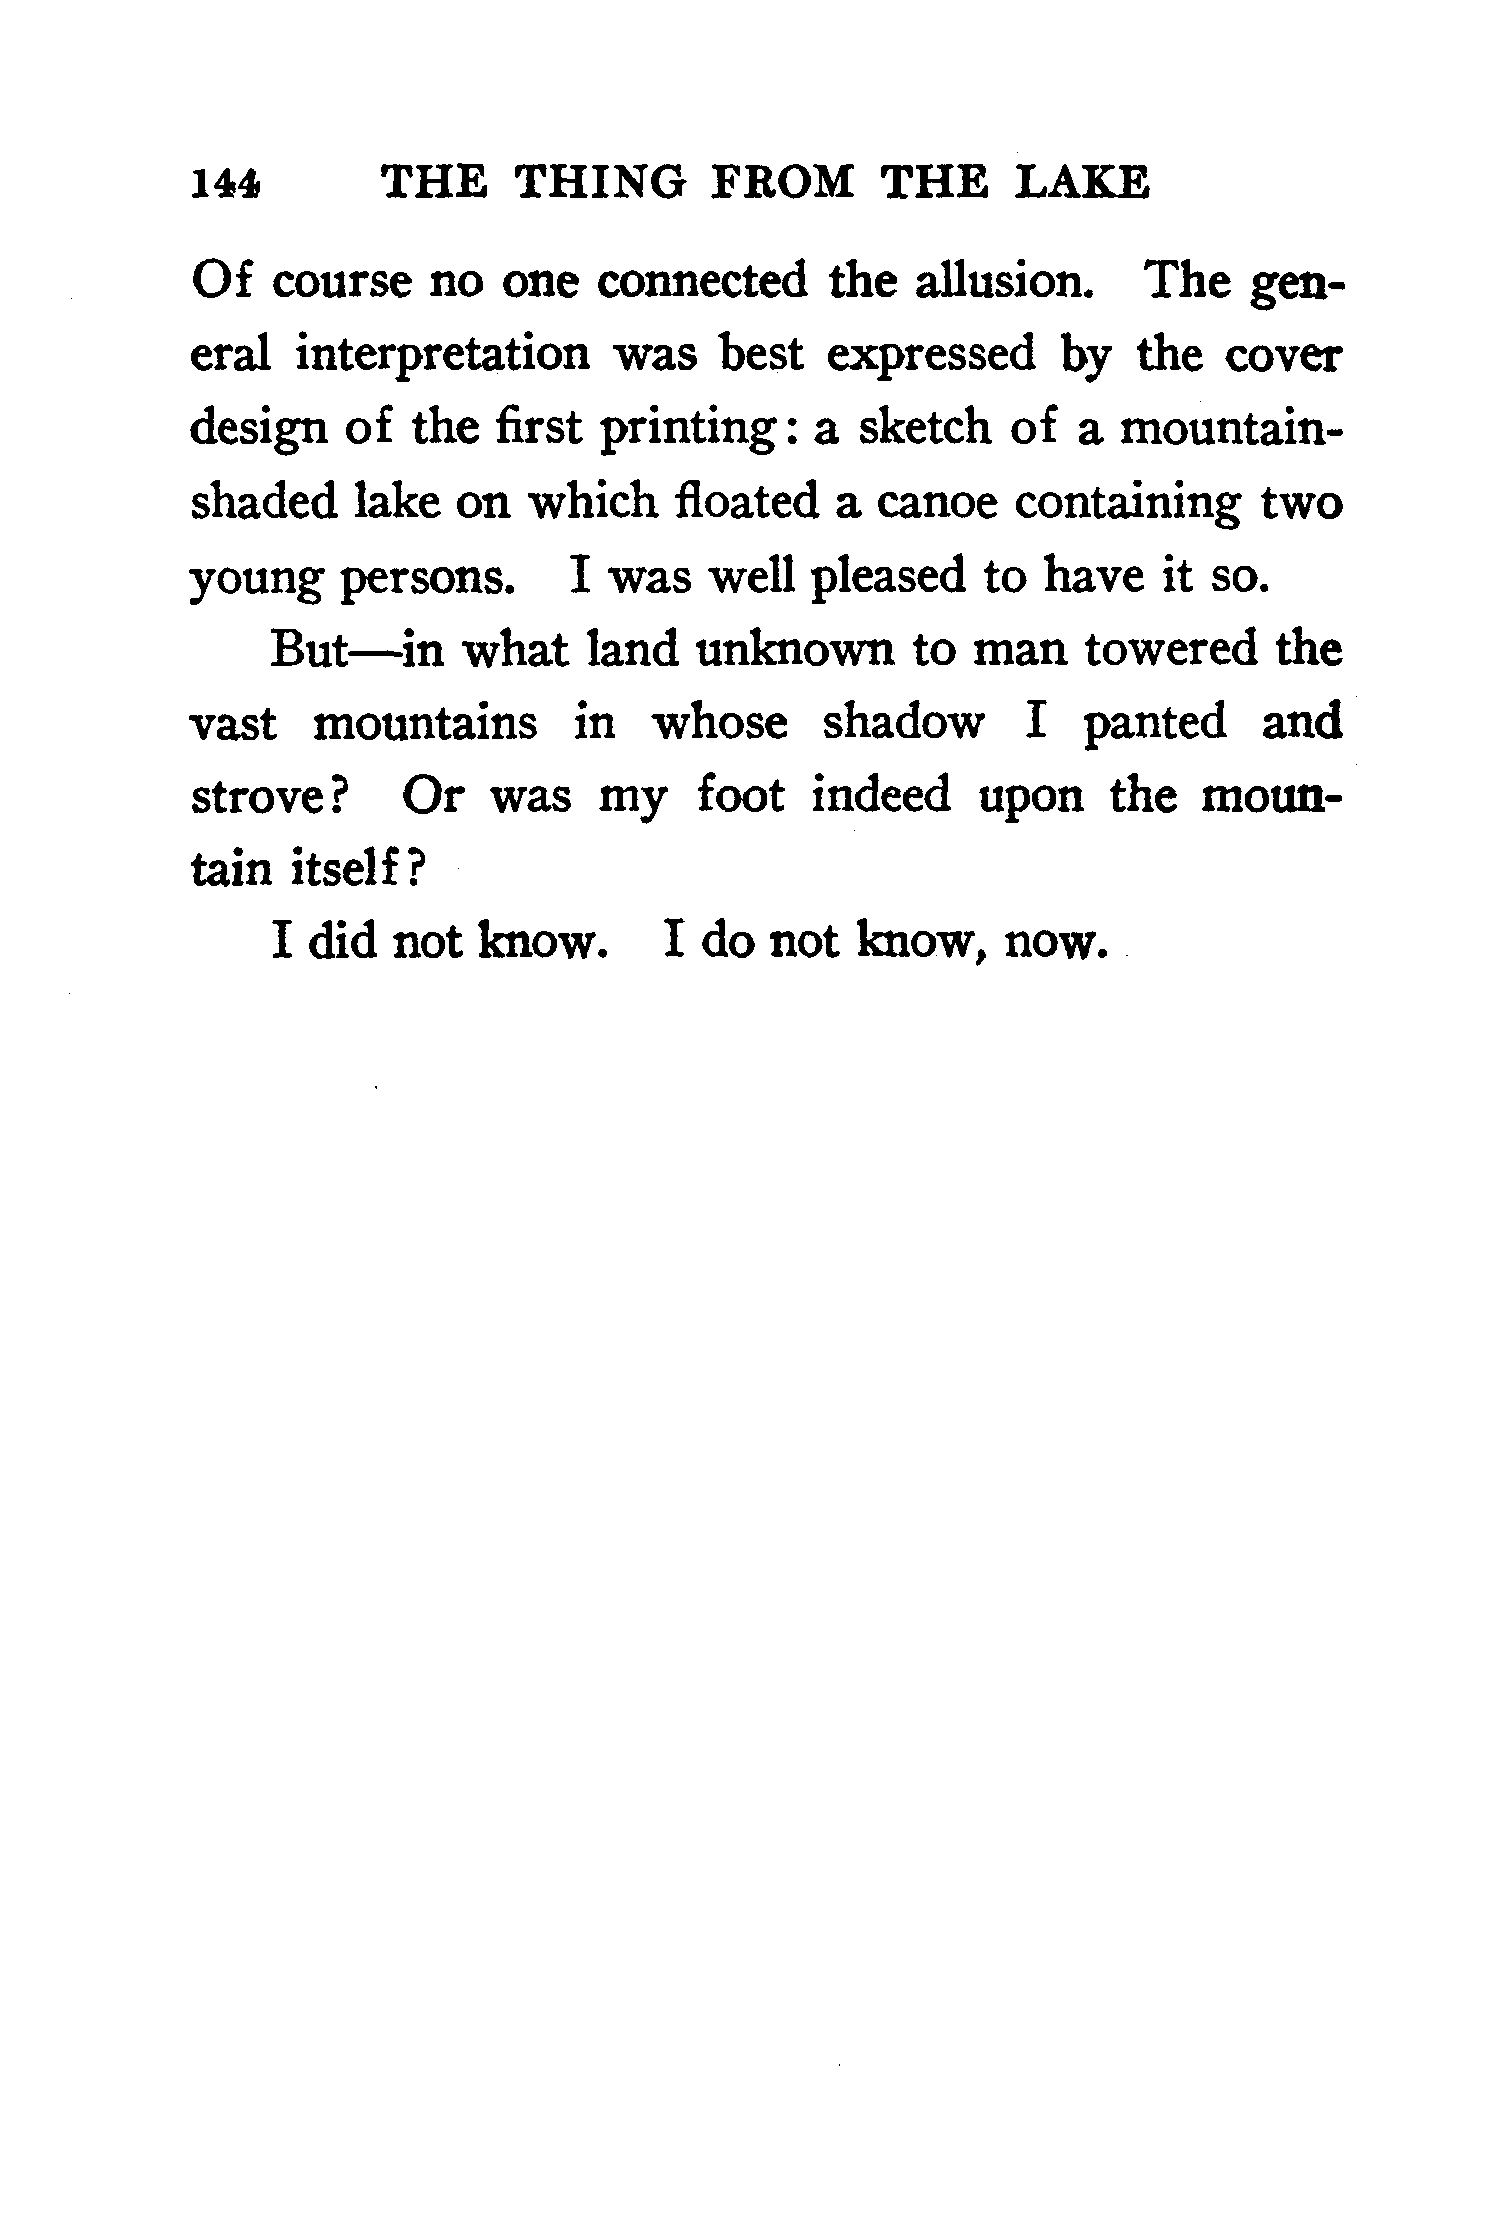 144 THE THING FROM THE LAKE
Of course no one connected the allusion. The gen-
eral interpretation was best expressed by the cover
design of the first printing: a sketch of a mountain-
shaded lake on which floated a canoe containing two
young persons. I was well pleased to have it so.
But—in what land unknown to man towered the
vast mountains in whose shadow I panted and
strove? Or was my foot indeed upon the moun-
tain itself?
I did not know. I do not know, now.